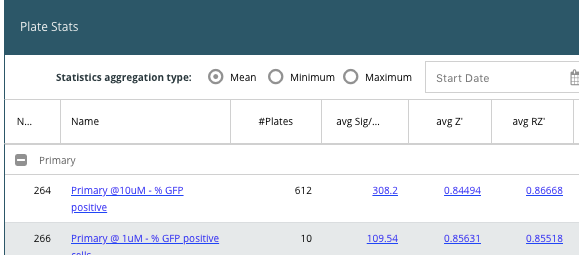 Plate Stats
Statistics aggregation type: Mean Minimum Maximum Start Date
N... Name #Plates avg Sig/... avg Z' avg RZ'
Primary
264 Primary @10uM - % GFP 612 308.2 0.84494 0.86668
positive
266 Primary @ 1uM - % GFP positive 10 109.54 0.85631 0.85518
cells